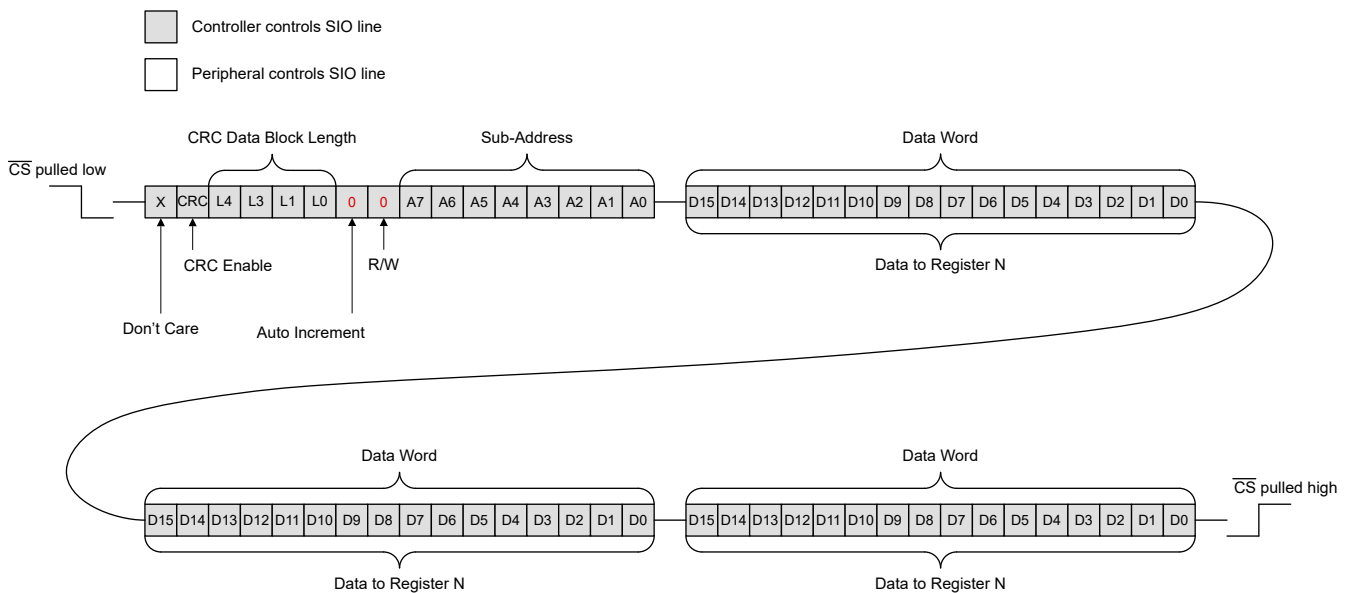 Controller controls SIO line
Peripheral controls SIO line
CRC Data Block Length
Sub-Address
Data Word
CS pulled low
X CRC L4 L3 L1 L0 0 0 A7 A6 A5 A4 A3 A2 A1 A0 D15 D14 D13 D12 D11 D10 D9 D8 D7 D6 D5 D4 D3 D2 D1 D0
CRC Enable
R/W
Data to Register N
Don't Care
Auto Increment
Data Word
Data Word
CS pulled high
D15 D14 D13 D12 D11 D10 D9 D8 D7 D6 D5 D4 D3 D2 D1 D0 D15 D14 D13 D12 D11 D10 D9 D8 D7 D6 D5 D4 D3 D2 D1 D0
Data to Register N
Data to Register N